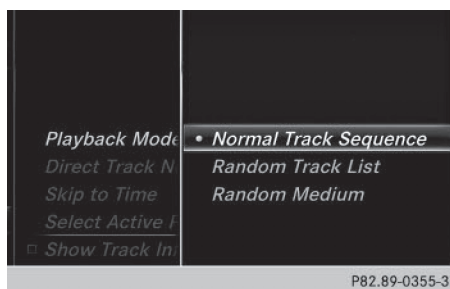 Playback Mode
Direct Track N
Skip to Time
Select Active
Show Track In
Normal Track Sequence
Random Track List
Random Medium
P82.89-0355-31